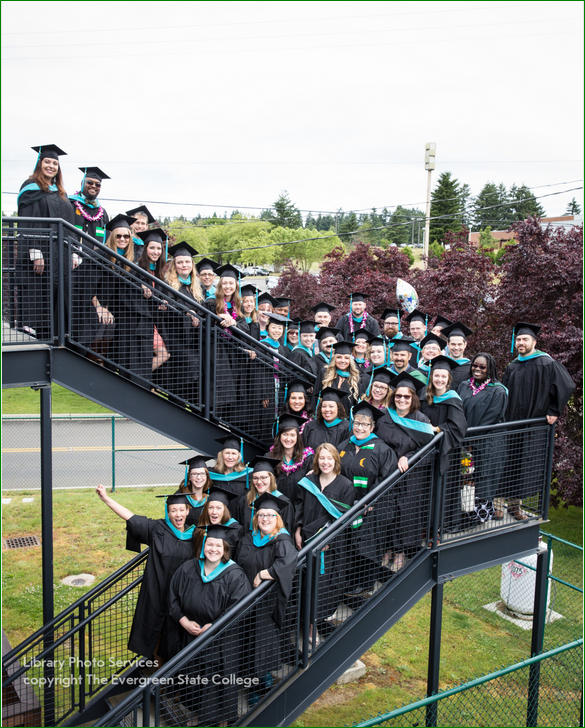 Library Photo Services
copyright The Evergreen State College